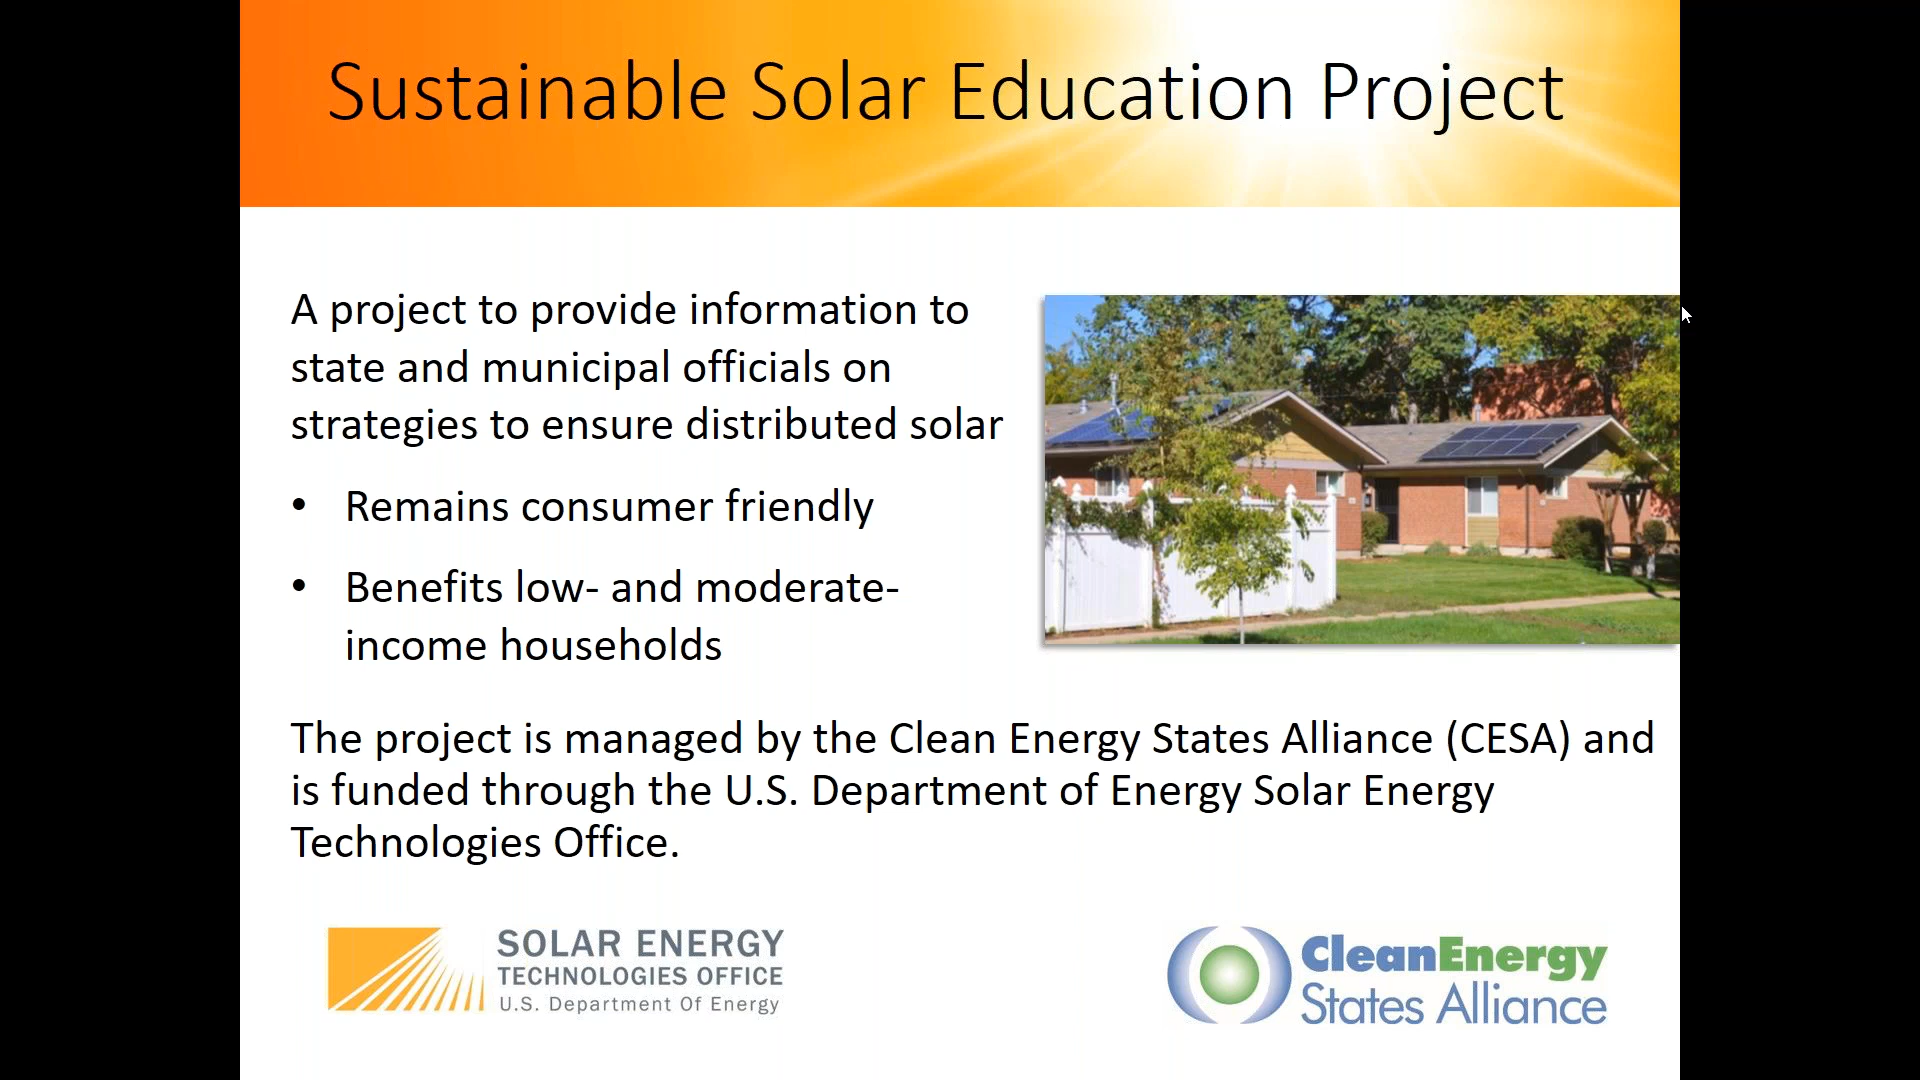 Sustainable Solar Education Project
A project to provide information to
state and municipal officials on
strategies to ensure distributed solar
• Remains consumer friendly
• Benefits low- and moderate-
income households
The project is managed by the Clean Energy States Alliance (CESA) and
is funded through the U.S. Department of Energy Solar Energy
Technologies Office.
SOLAR ENERGY
TECHNOLOGIES OFFICE
U.S. Department Of Energy
CleanEnergy
States Alliance